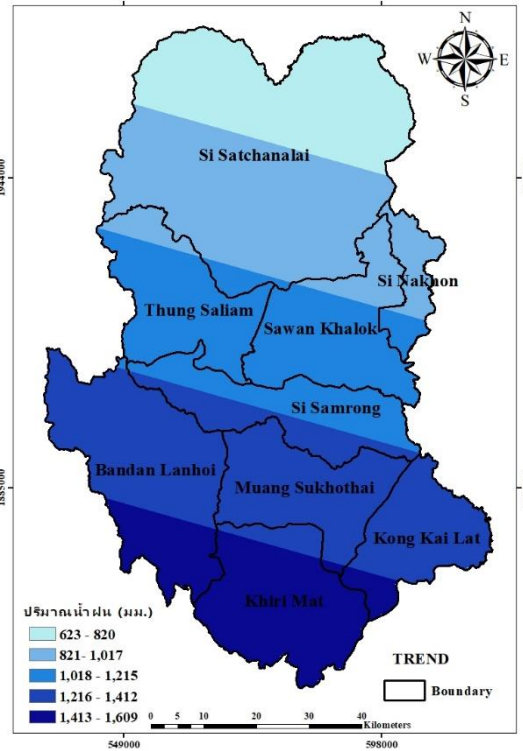 N
W E
S
1944000
Si Satchanalai
Si Nakhon
Thung Saliam
Sawan Khalok
Si Samrong
Bandan Lanhoi
Muang Sukhothai
Kong Kai Lat
Khiri Mat
ปริมาณน้ำฝน (มม.)
623 - 820
821- 1,017
1,018 - 1,215
1,216 - 1,412
1,413 - 1,609
TREND
Boundary
0 5 10 20 30 40
Kilometers
549000 598000